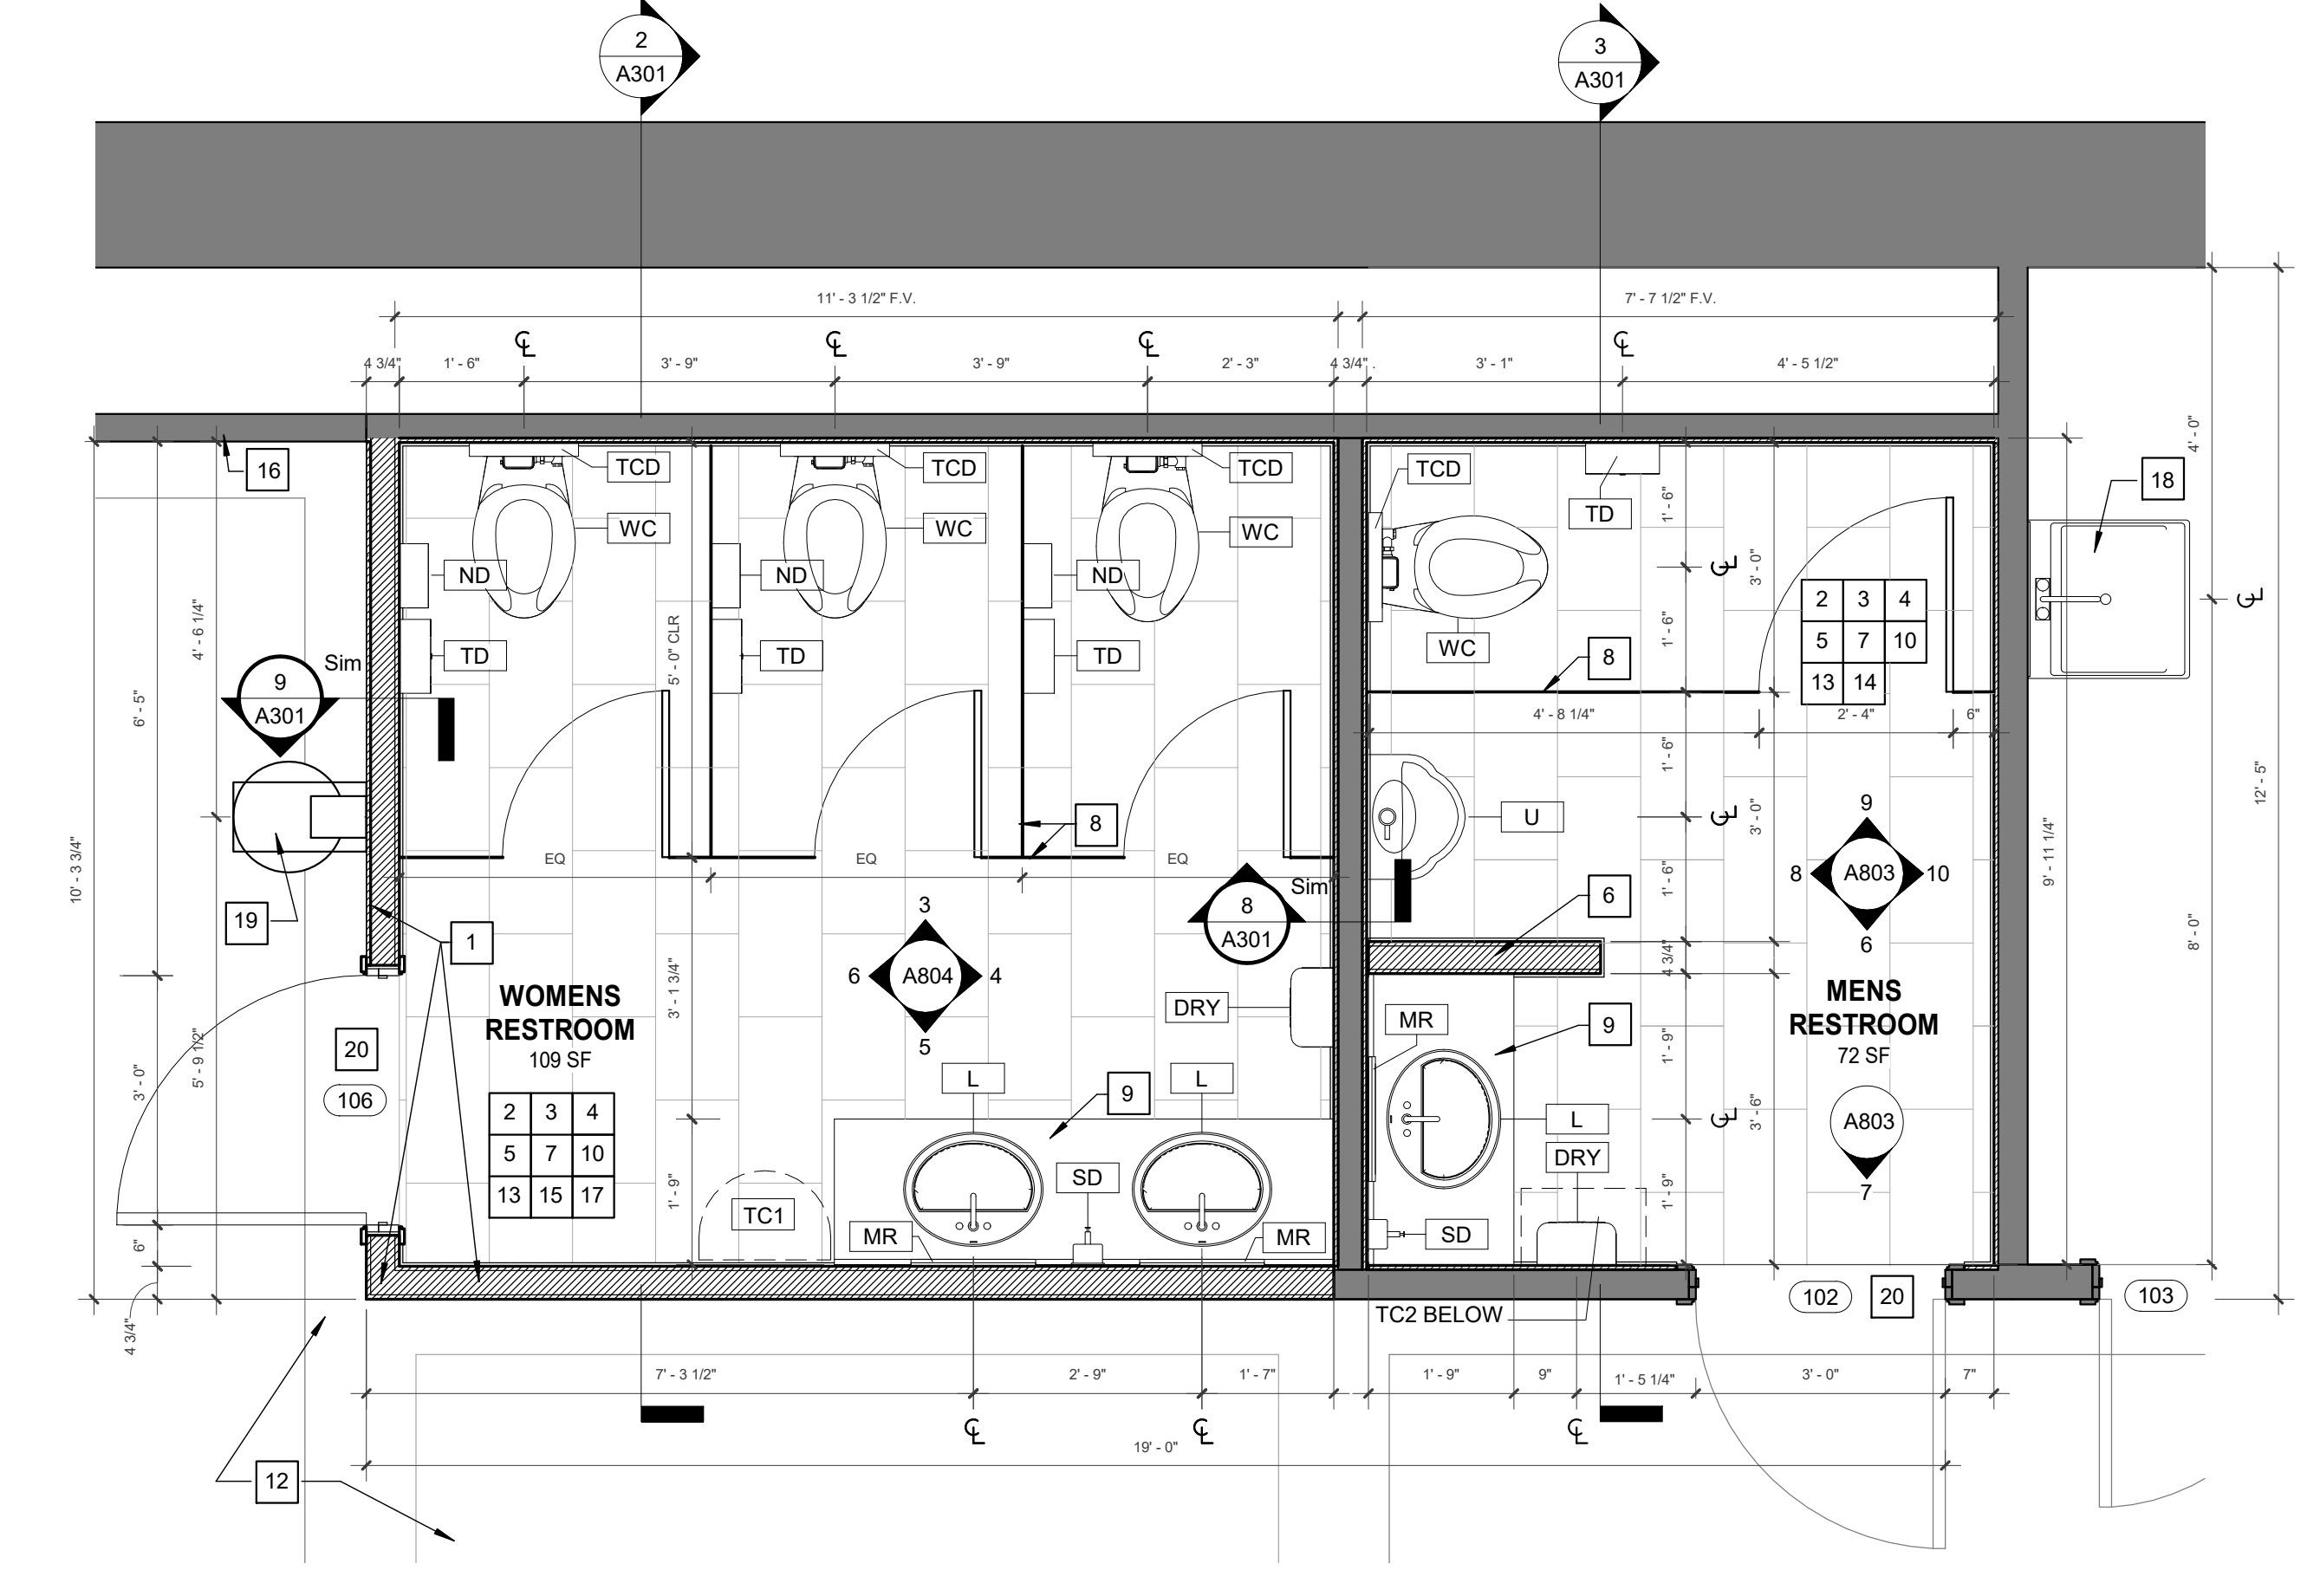 2
A301
3
A301
11' - 3 1/2" F.V.
7' - 7 1/2" F.V.
4 3/4"
1' - 6"
3' - 9"
3' - 9"
2' - 3"
4 3/4" .
3' - 1"
4' - 5 1/2"
℄
℄
℄
℄
16
TCD
TCD
TCD
TCD
18
WC
WC
WC
TD
ND
ND
ND
WC
TD
TD
TD
8
1' - 6"
1' - 6"
3' - 0"
℄
2 3 4
5 7 10
13 14
4' - 0"
℄
8' - 0"
12' - 5"
9' - 11 1/4"
4' - 6 1/4"
6' - 5"
10' - 3 3/4"
Sim
9
A301
5' - 0" CLR
4' - 8 1/4"
2' - 4"
6"
1' - 6"
℄
3' - 0"
1' - 6"
U
8
EQ
EQ
EQ
Sim
8
A301
6
9
8 A803 10
6
19
1
3
6 A804 4
5
4 3/4"
WOMENS
RESTROOM
109 SF
3' - 1 3/4"
DRY
MR
9
MENS
RESTROOM
72 SF
20
106
3' - 0"
5' - 9 1/2"
L
L
9
1' - 9"
℄
3' - 6"
L
A803
7
2 3 4
5 7 10
13 15 17
1' - 9"
TC1
SD
MR
MR
DRY
SD
1' - 9"
6"
4 3/4"
102
20
103
TC2 BELOW
7' - 3 1/2"
2' - 9"
1' - 7"
1' - 9"
9"
1' - 5 1/4"
3' - 0"
7"
℄
℄
℄
19' - 0"
12